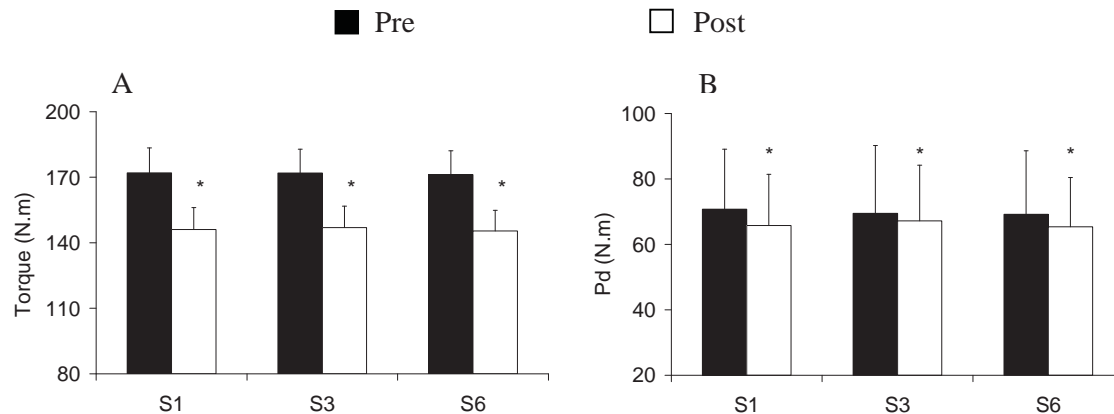 Pre Post
A
Torque (N.m)
200
170
140
110
80
* * *
S1 S3 S6
B
Pd (N.m)
100
80
60
40
20
* * *
S1 S3 S6